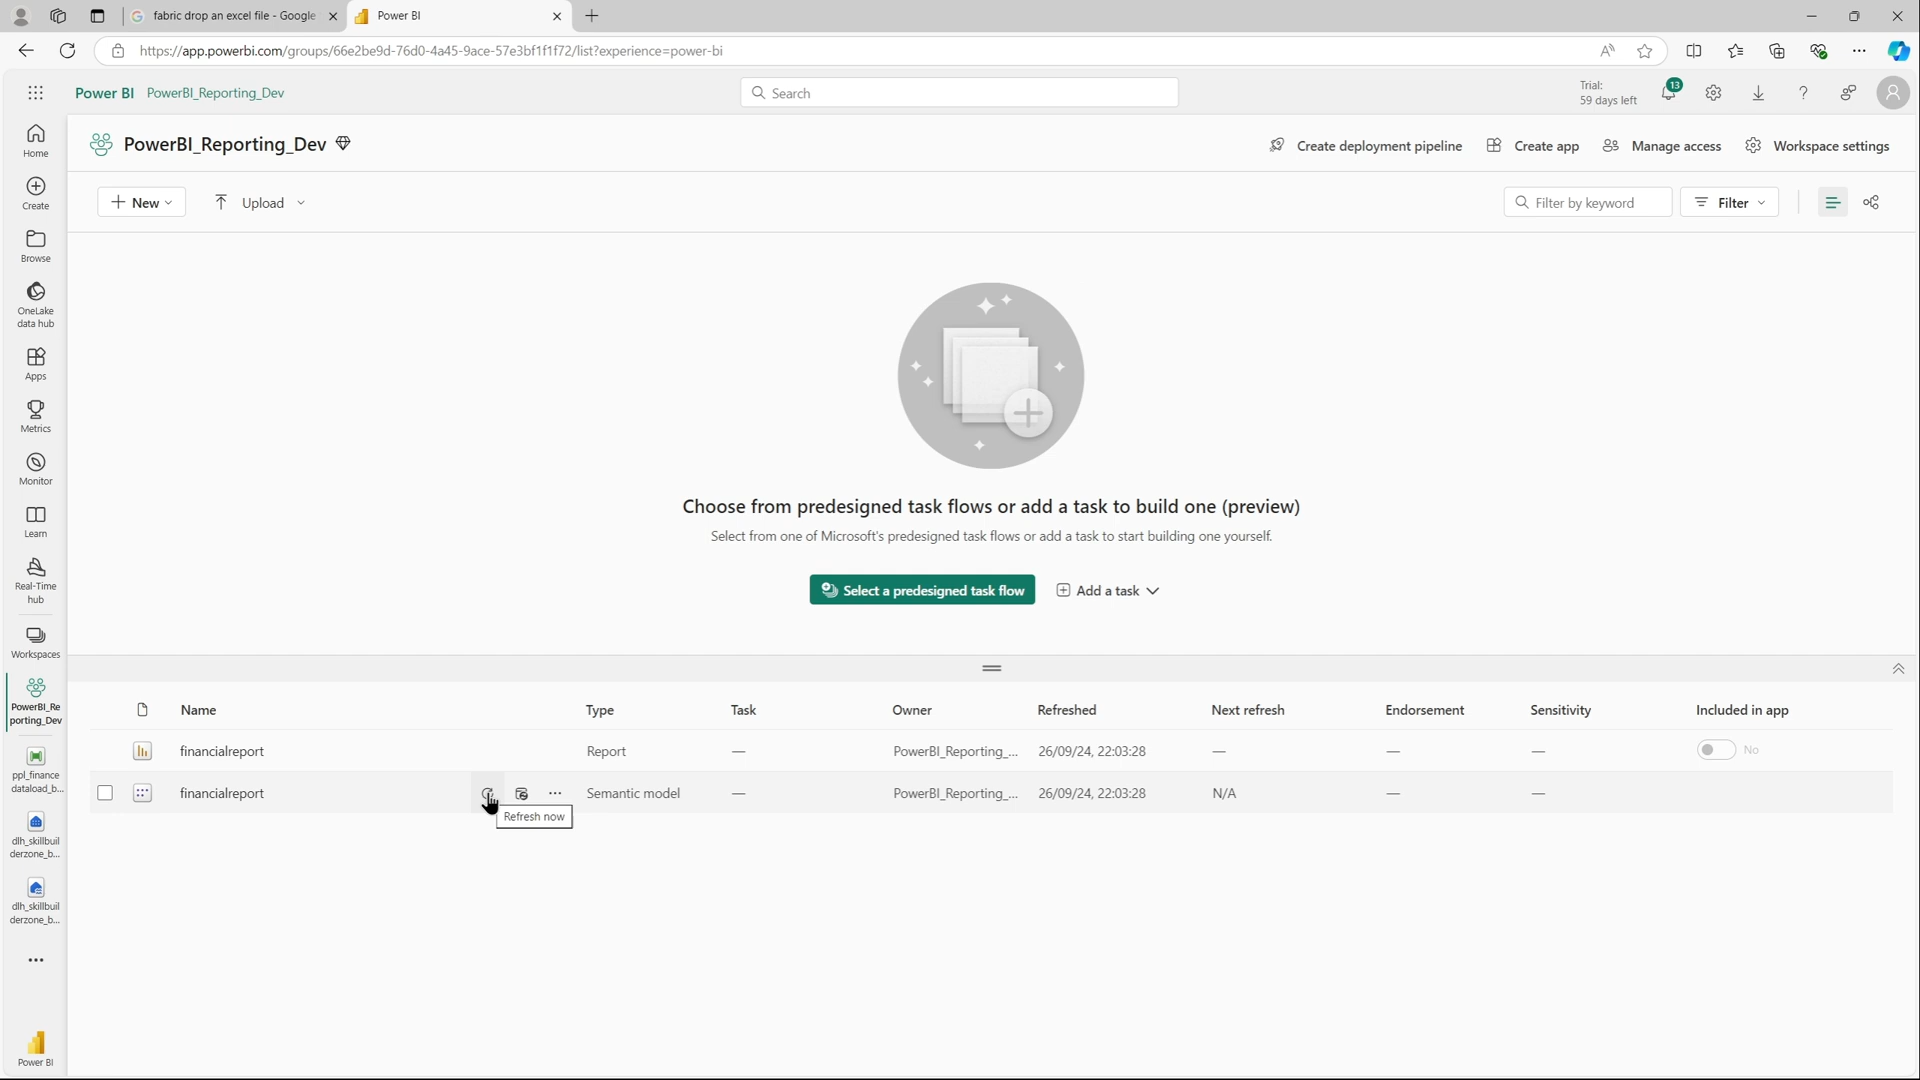 fabric drop an excel file - Google
Power BI
https://app.powerbi.com/groups/66e2be9d-76d0-4a45-9ace-57e3bf1f1f72/list?experience=power-bi
Power BI PowerBI_Reporting_Dev
Search
Trial:
59 days left
13
Home
Create
Browse
OneLake
data hub
Apps
Metrics
Monitor
Learn
Real-Time
hub
Workspaces
PowerBI_Re
porting_Dev
ppl_finance
dataload_b...
dlh_skillbuil
derzone_b...
dlh_skillbuil
derzone_b...
Power BI
PowerBI_Reporting_Dev
Create deployment pipeline
Create app
Manage access
Workspace settings
New
Upload
Filter by keyword
Filter
Choose from predesigned task flows or add a task to build one (preview)
Select from one of Microsoft's predesigned task flows or add a task to start building one yourself.
Select a predesigned task flow
Add a task
Name Type Task Owner Refreshed Next refresh Endorsement Sensitivity Included in app
financialreport Report — PowerBI_Reporting_... 26/09/24, 22:03:28 — — — No
financialreport Semantic model — PowerBI_Reporting_... 26/09/24, 22:03:28 N/A — —
Refresh now